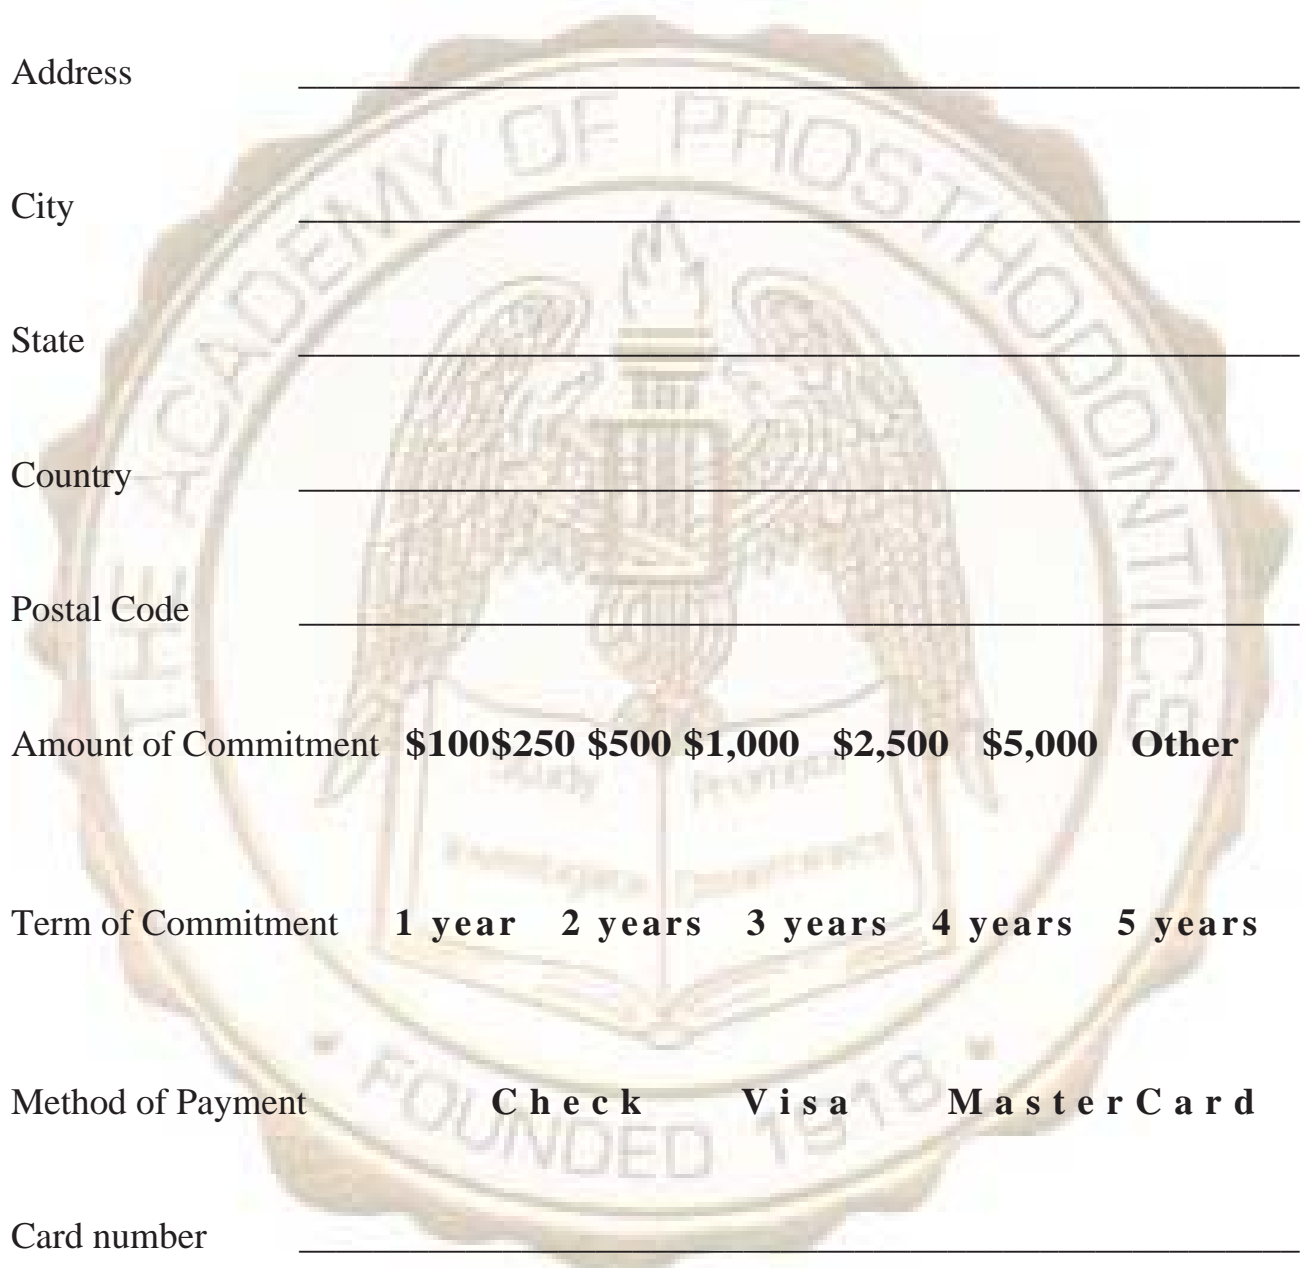 Address
City
State
Country
Postal Code
Amount of Commitment $100$250 $500 $1,000 $2,500 $5,000 Other
Term of Commitment 1 year 2 years 3 years 4 years 5 years
Method of Payment Check Visa MasterCard
Card number
THE ACADEMY OF PROSTHODONTICS
Study
FOUNDED 1918